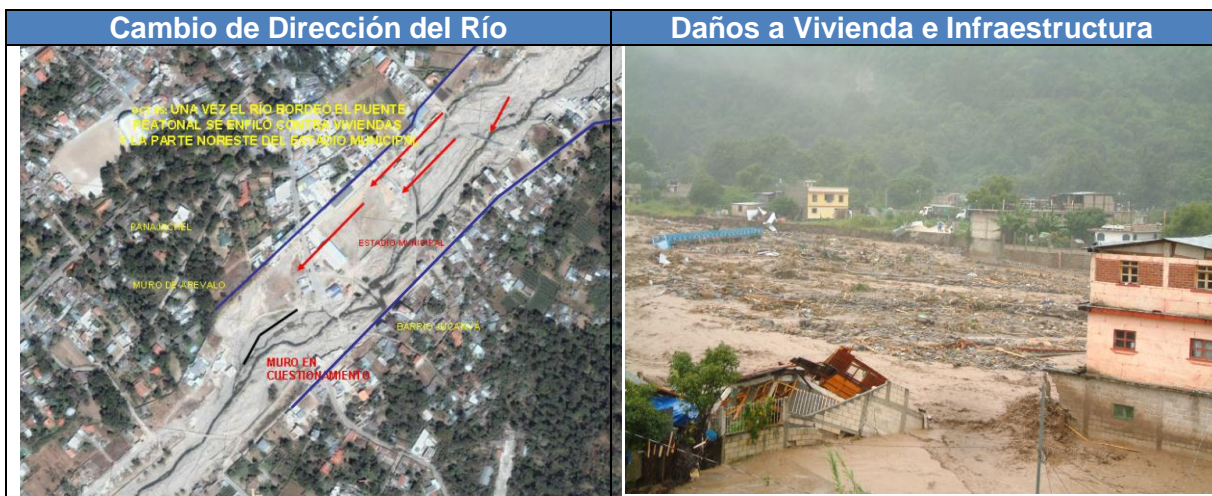 Cambio de Dirección del Río
Daños a Vivienda e Infraestructura
UNA VEZ EL RÍO BORDEÓ EL PUENTE
PEATONAL SE ENFILÓ CONTRA VIVIENDAS
A LA PARTE NORESTE DEL ESTADIO MUNICIPAL
PANAJACHEL
ESTADIO MUNICIPAL
MURO DE AREVALO
BARRIO JUCANYA
MURO EN
CUESTIONAMIENTO